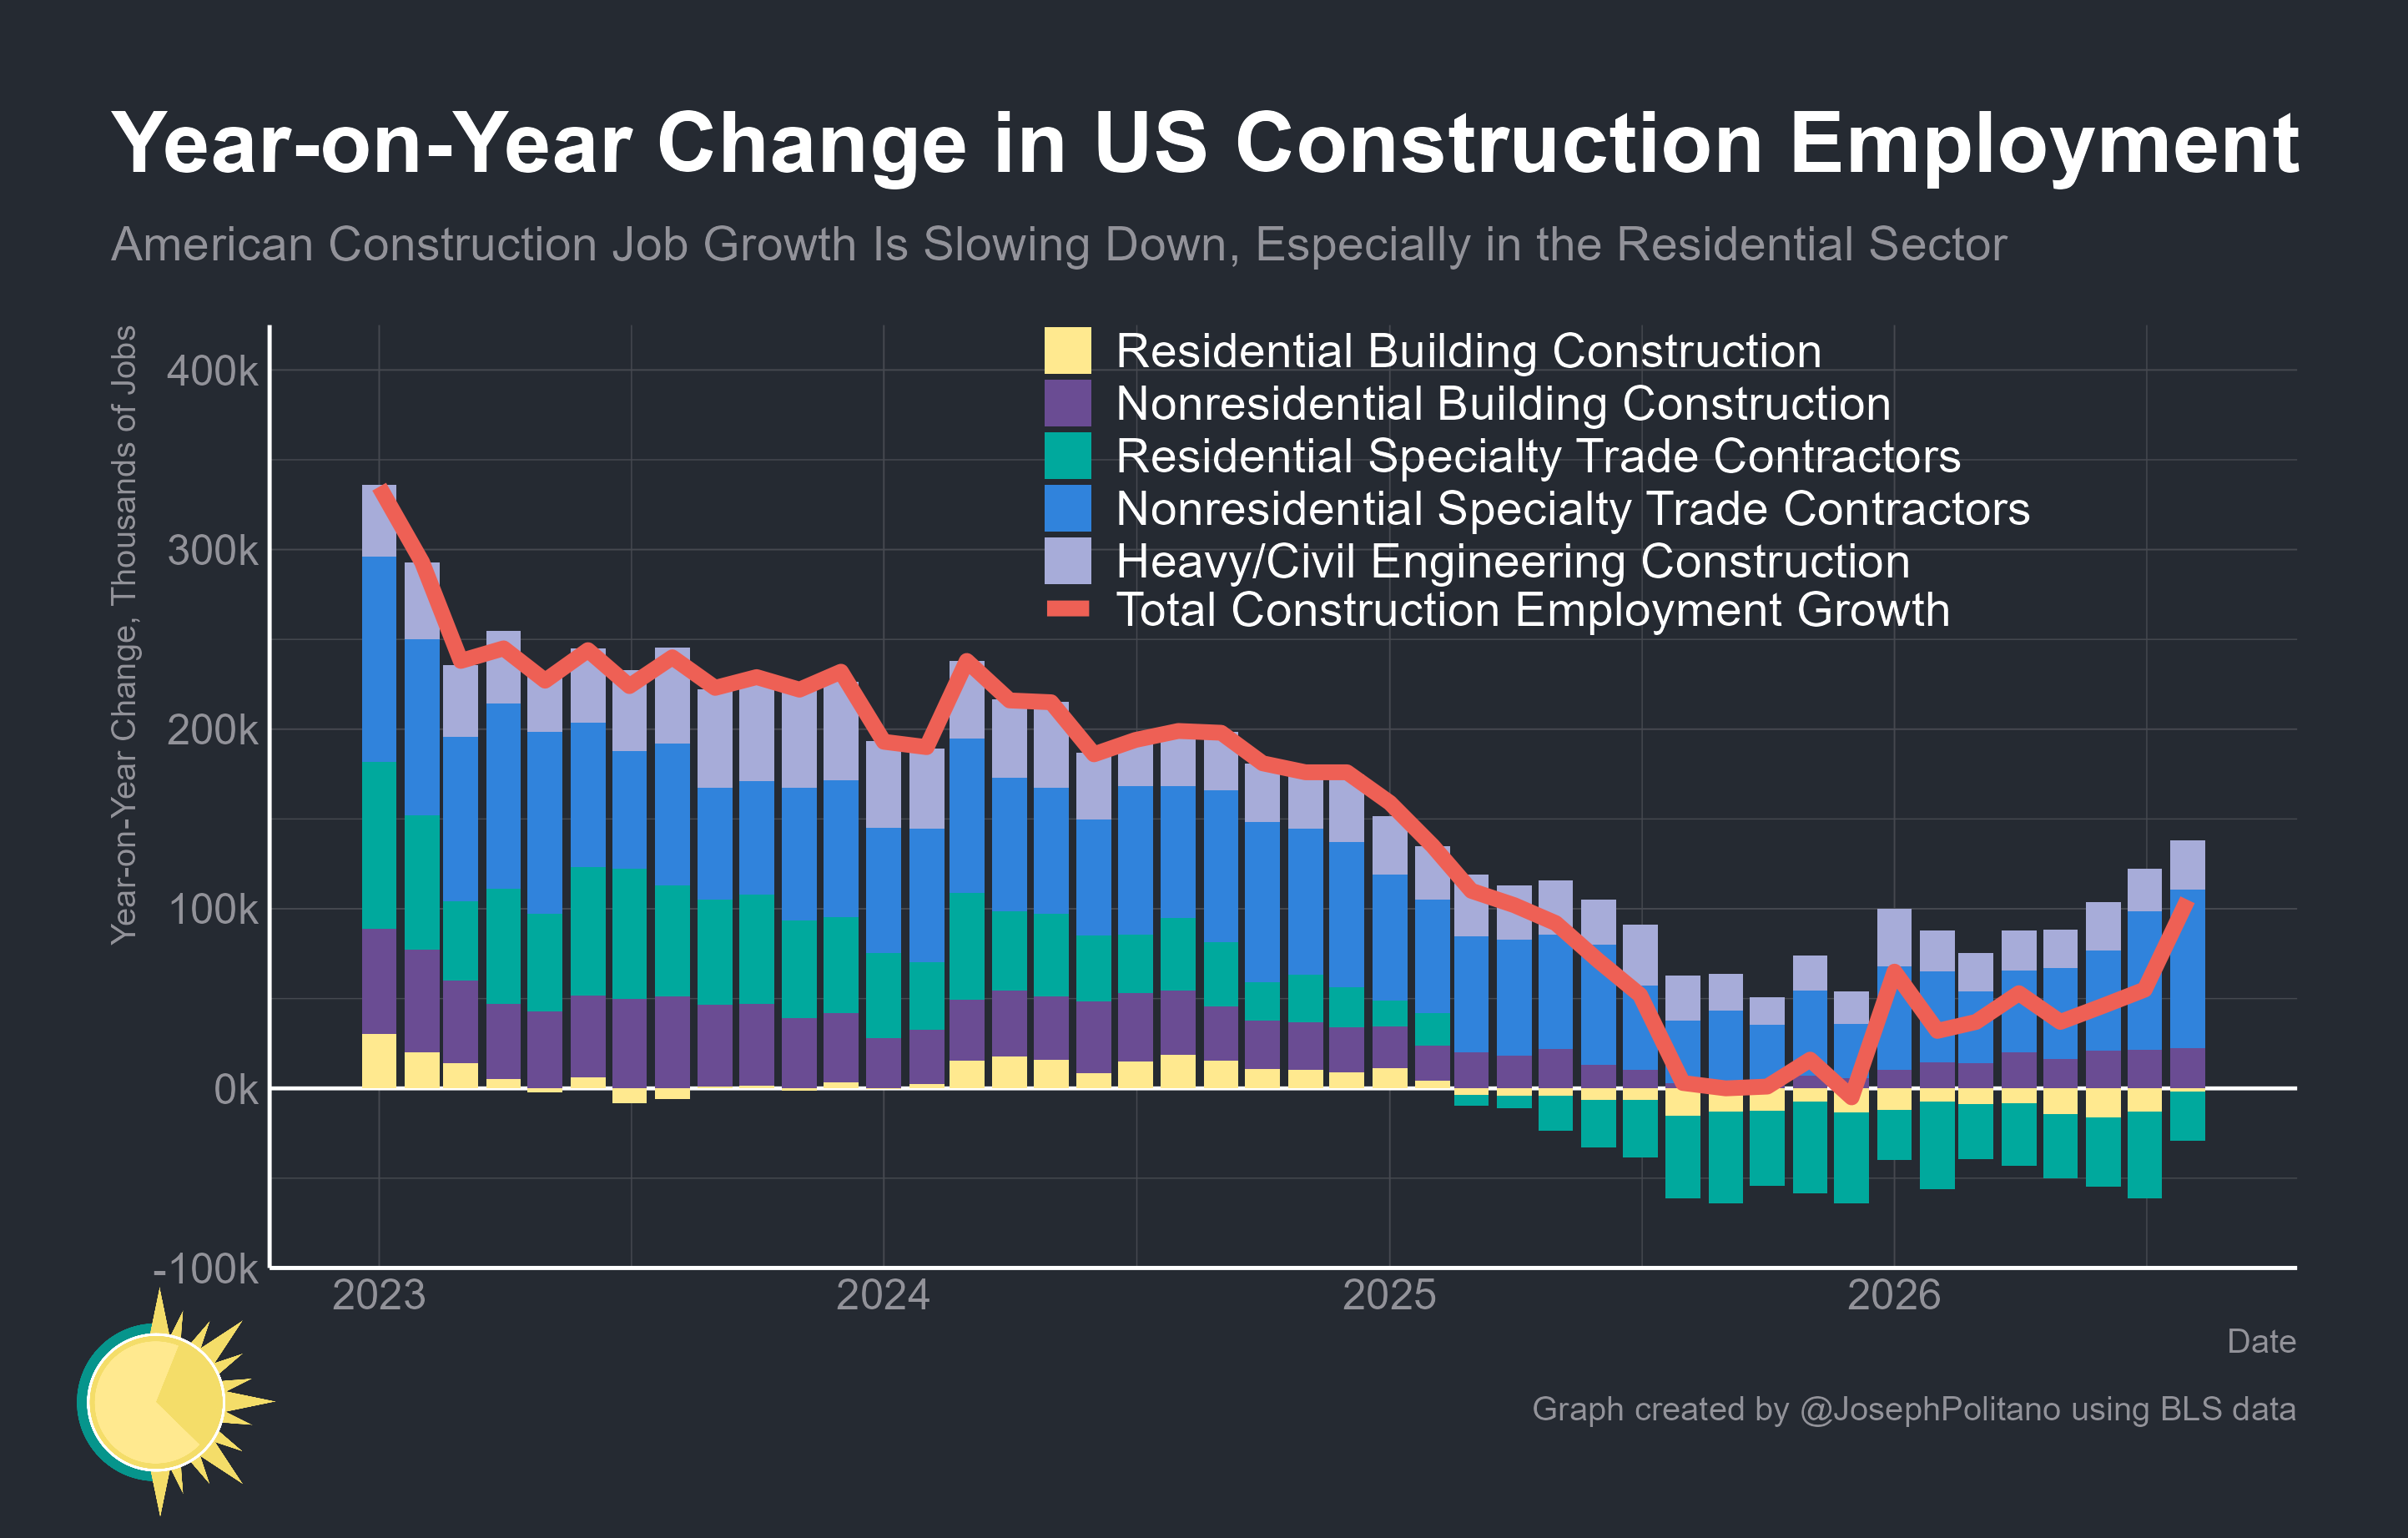 Year-on-Year Change in US Construction Employment
American Construction Job Growth Is Slowing Down, Especially in the Residential Sector
Year-on-Year Change, Thousands of Jobs
400k
300k
200k
100k
0k
-100k
Residential Building Construction
Nonresidential Building Construction
Residential Specialty Trade Contractors
Nonresidential Specialty Trade Contractors
Heavy/Civil Engineering Construction
Total Construction Employment Growth
2023 2024 2025 2026
Date
Graph created by @JosephPolitano using BLS data